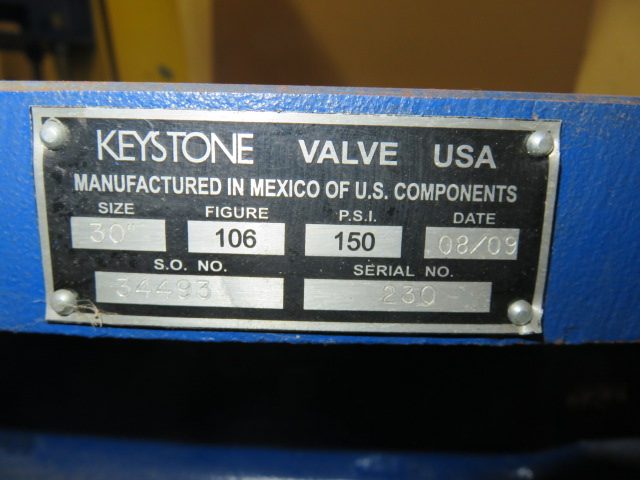 KEYSTONE VALVE USA
MANUFACTURED IN MEXICO OF U.S. COMPONENTS
SIZE FIGURE P.S.I. DATE
30" 106 150 08/09
S.O. NO. SERIAL NO.
34493 230